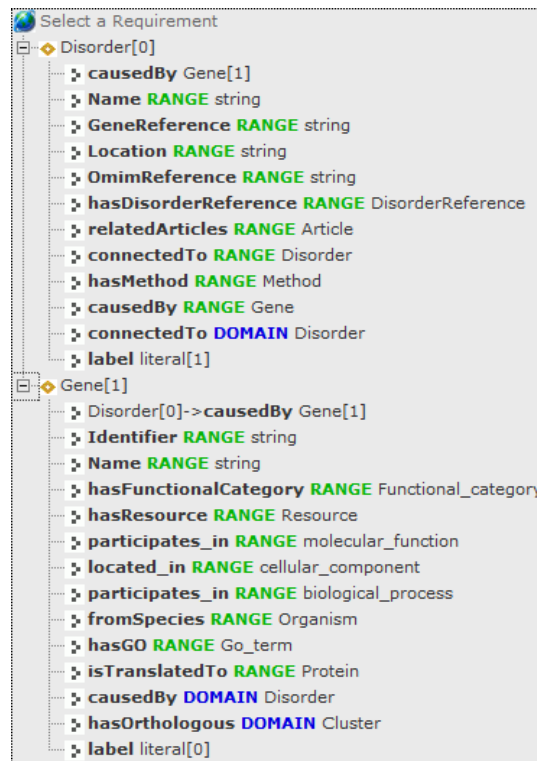 Select a Requirement
Disorder[0]
causedBy Gene[1]
Name RANGE string
GeneReference RANGE string
Location RANGE string
OmimReference RANGE string
hasDisorderReference RANGE DisorderReference
relatedArticles RANGE Article
connectedTo RANGE Disorder
hasMethod RANGE Method
causedBy RANGE Gene
connectedTo DOMAIN Disorder
label literal[1]
Gene[1]
Disorder[0]->causedBy Gene[1]
Identifier RANGE string
Name RANGE string
hasFunctionalCategory RANGE Functional_category
hasResource RANGE Resource
participates_in RANGE molecular_function
located_in RANGE cellular_component
participates_in RANGE biological_process
fromSpecies RANGE Organism
hasGO RANGE Go_term
isTranslatedTo RANGE Protein
causedBy DOMAIN Disorder
hasOrthologous DOMAIN Cluster
label literal[0]